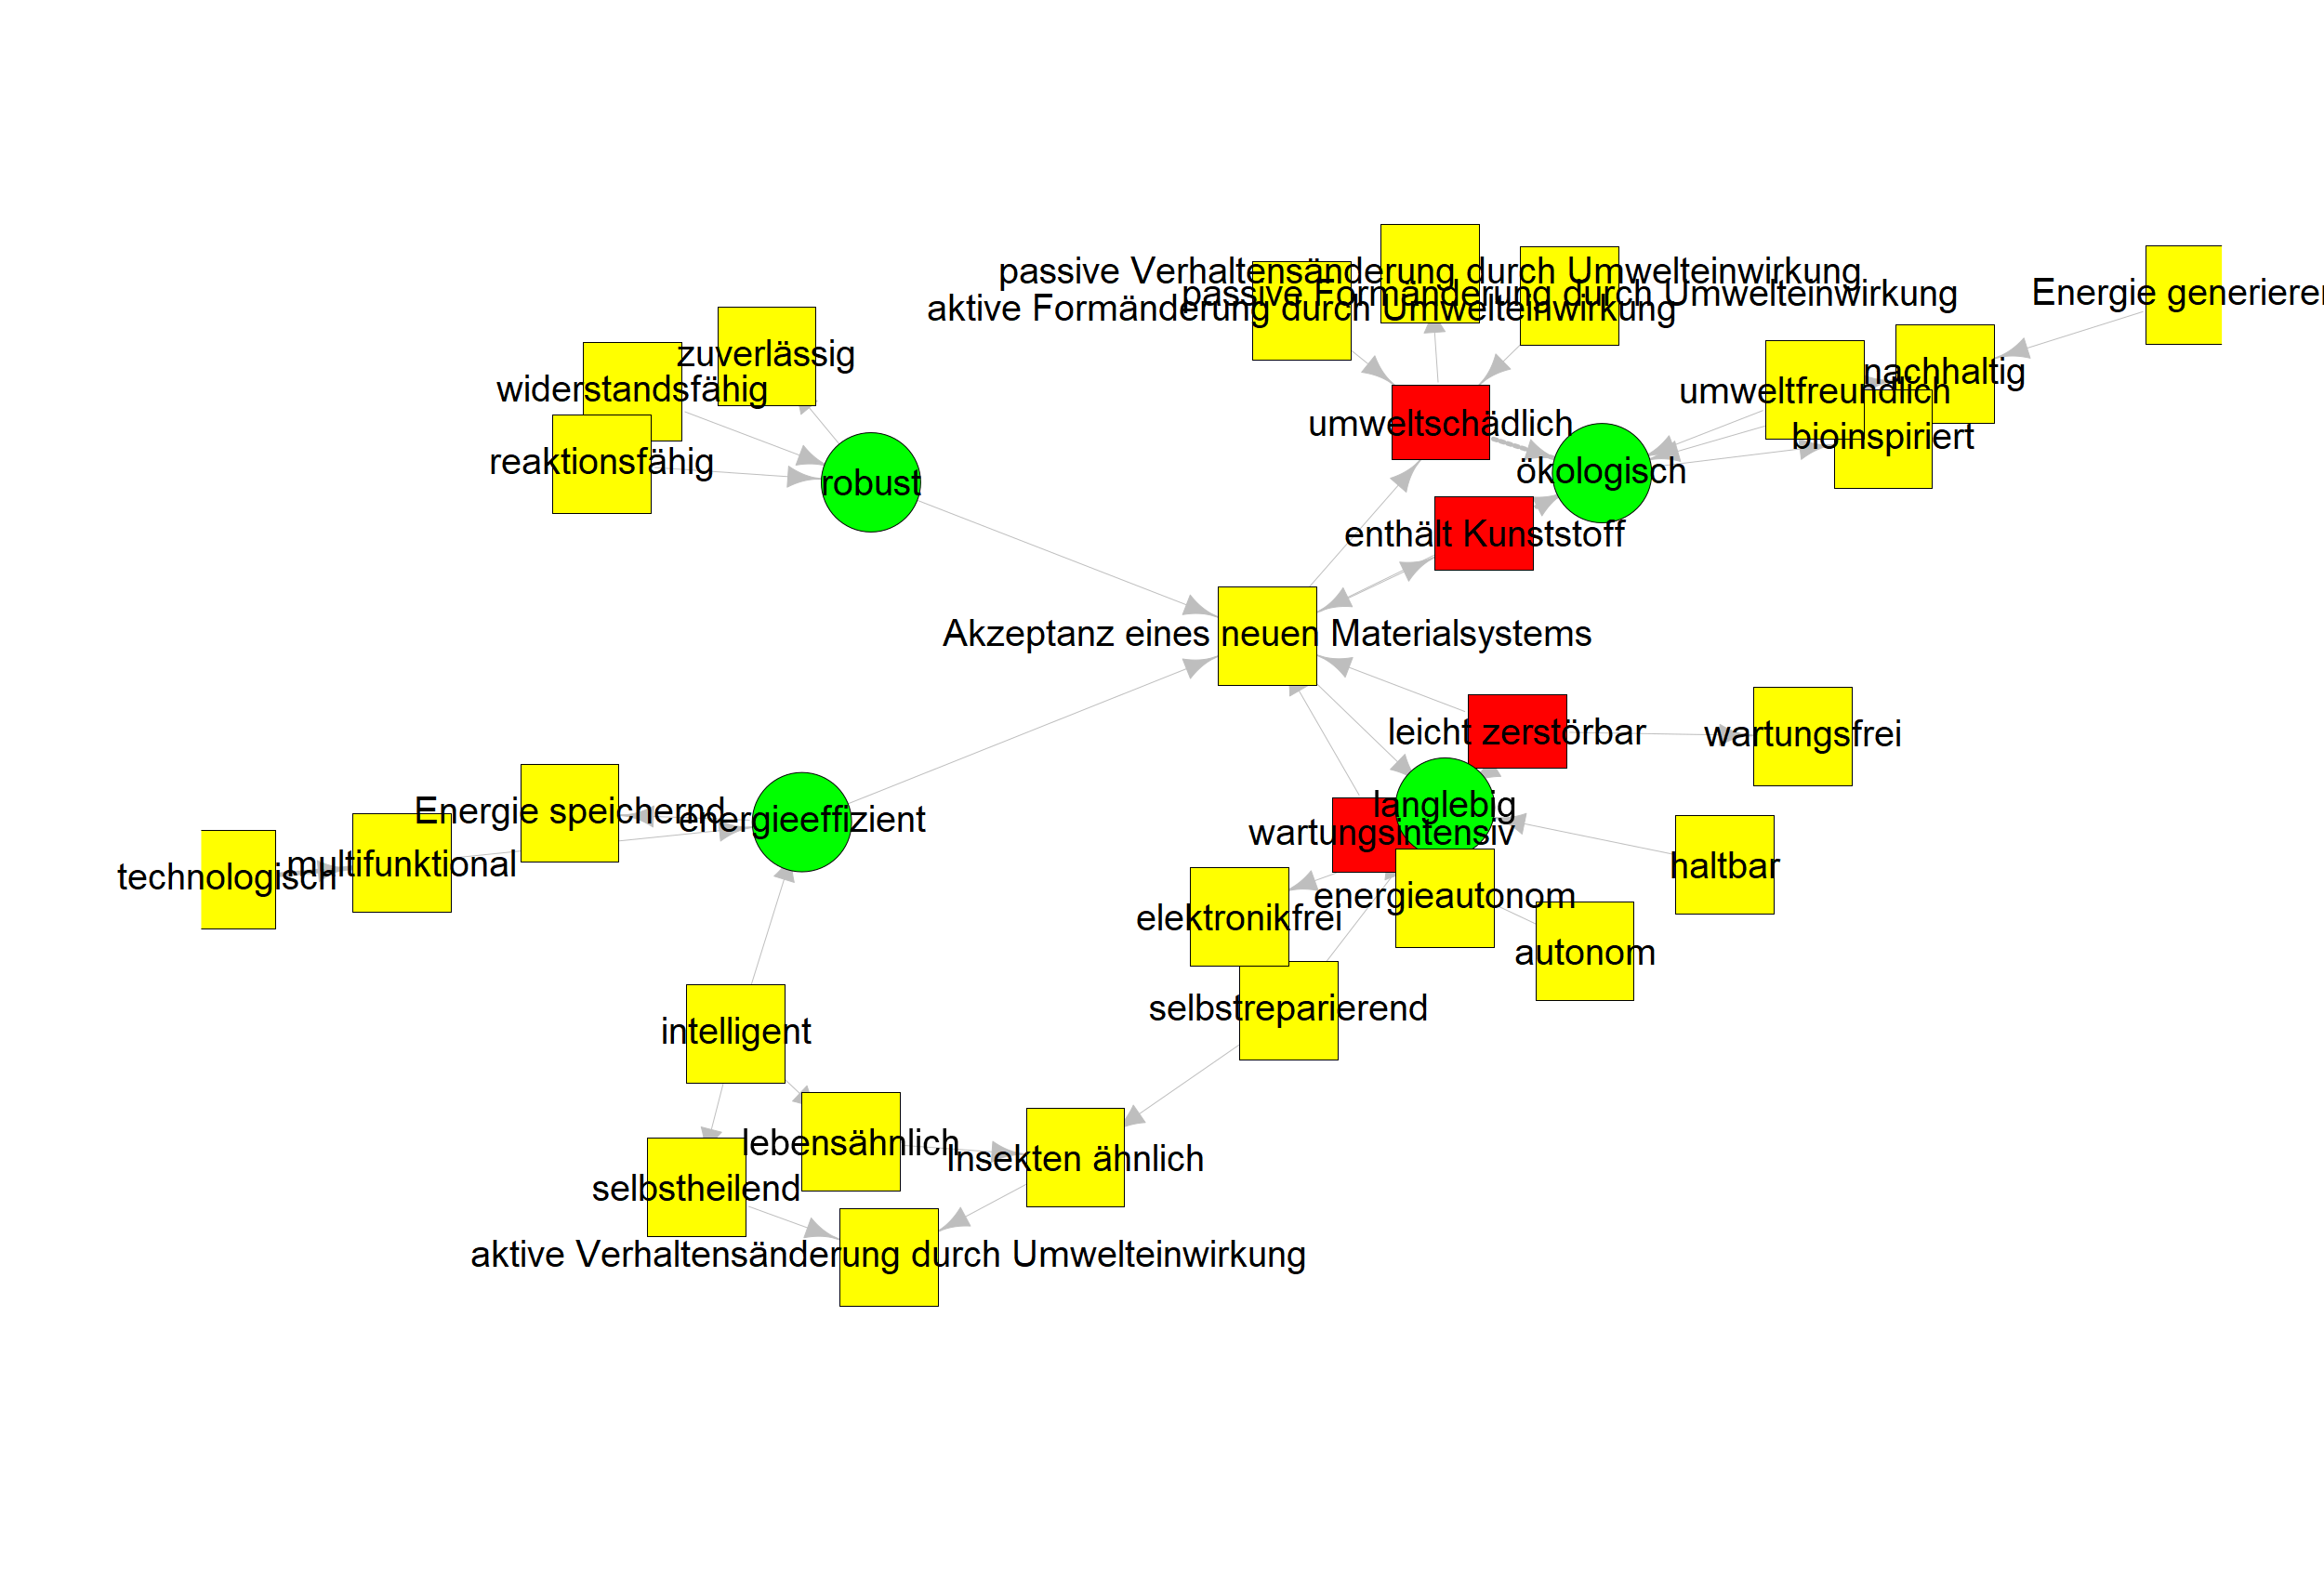 passive Verhaltensänderung durch Umwelteinwirkung
passive Formänderung durch Umwelteinwirkung
Energie generieren
aktive Formänderung durch Umwelteinwirkung
zuverlässig
nachhaltig
widerstandsfähig
umweltfreundlich
umweltschädlich
bioinspiriert
reaktionsfähig
ökologisch
robust
enthält Kunststoff
Akzeptanz eines neuen Materialsystems
leicht zerstörbar
wartungsfrei
langlebig
Energie speichernd
energieeffizient
wartungsintensiv
multifunktional
haltbar
technologisch
energieautonom
elektronikfrei
autonom
selbstreparierend
intelligent
lebensähnlich
Insekten ähnlich
selbstheilend
aktive Verhaltensänderung durch Umwelteinwirkung